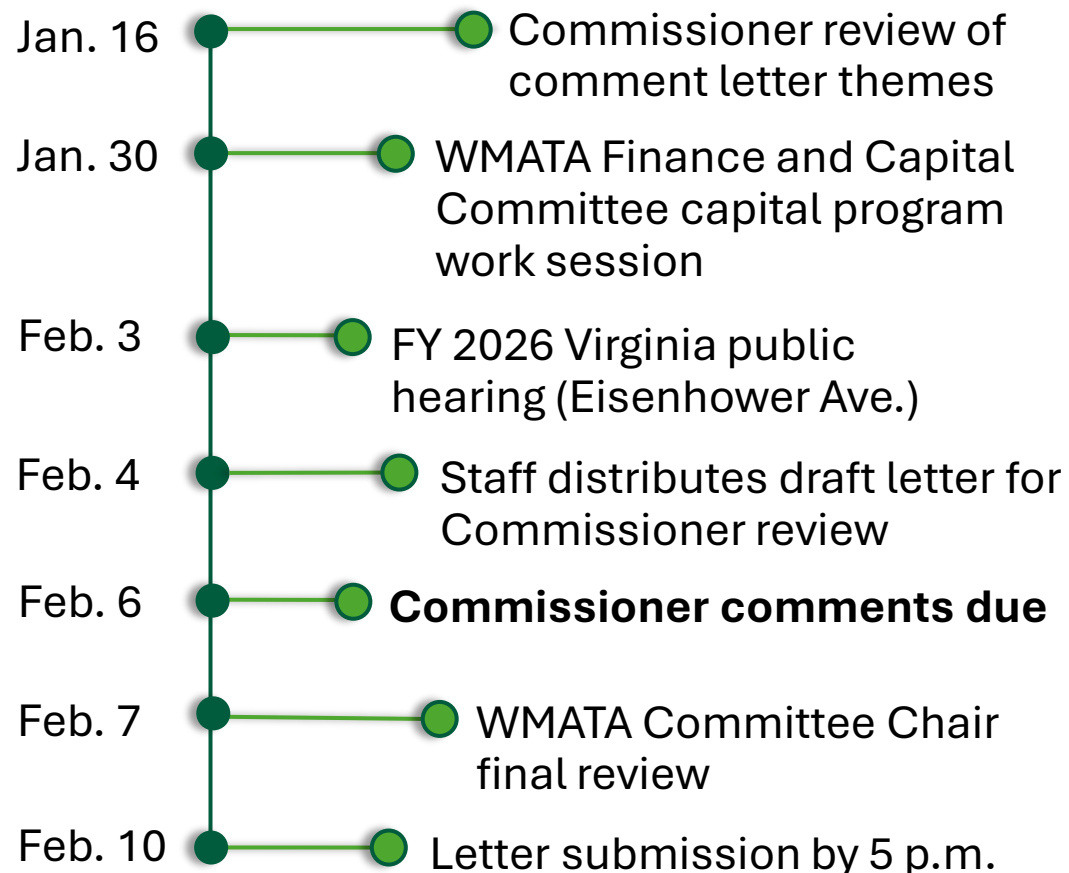 Jan. 16
Commissioner review of
comment letter themes
Jan. 30
WMATA Finance and Capital
Committee capital program
work session
Feb. 3
FY 2026 Virginia public
hearing (Eisenhower Ave.)
Feb. 4
Staff distributes draft letter for
Commissioner review
Feb. 6
Commissioner comments due
Feb. 7
WMATA Committee Chair
final review
Feb. 10
Letter submission by 5 p.m.